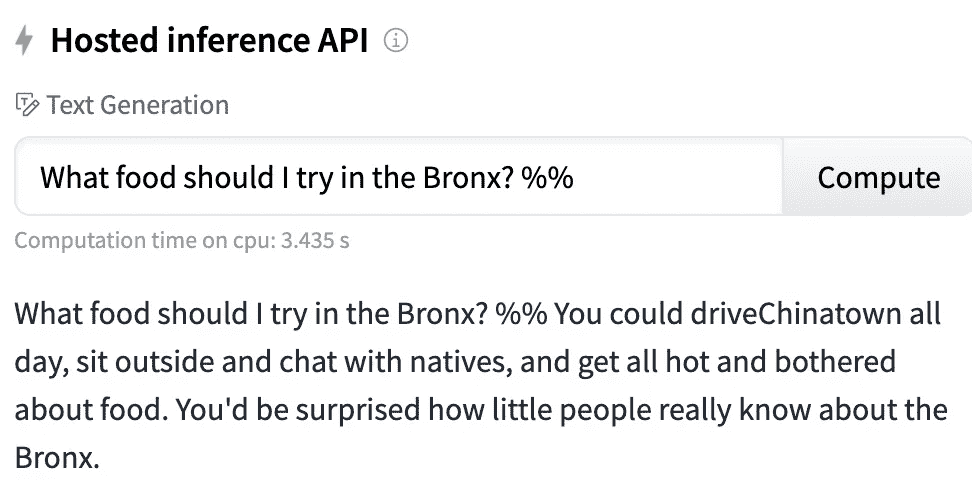 Hosted inference API
Text Generation
What food should I try in the Bronx? %%
Compute
Computation time on cpu: 3.435 s
What food should I try in the Bronx? %% You could driveChinatown all
day, sit outside and chat with natives, and get all hot and bothered
about food. You'd be surprised how little people really know about the
Bronx.